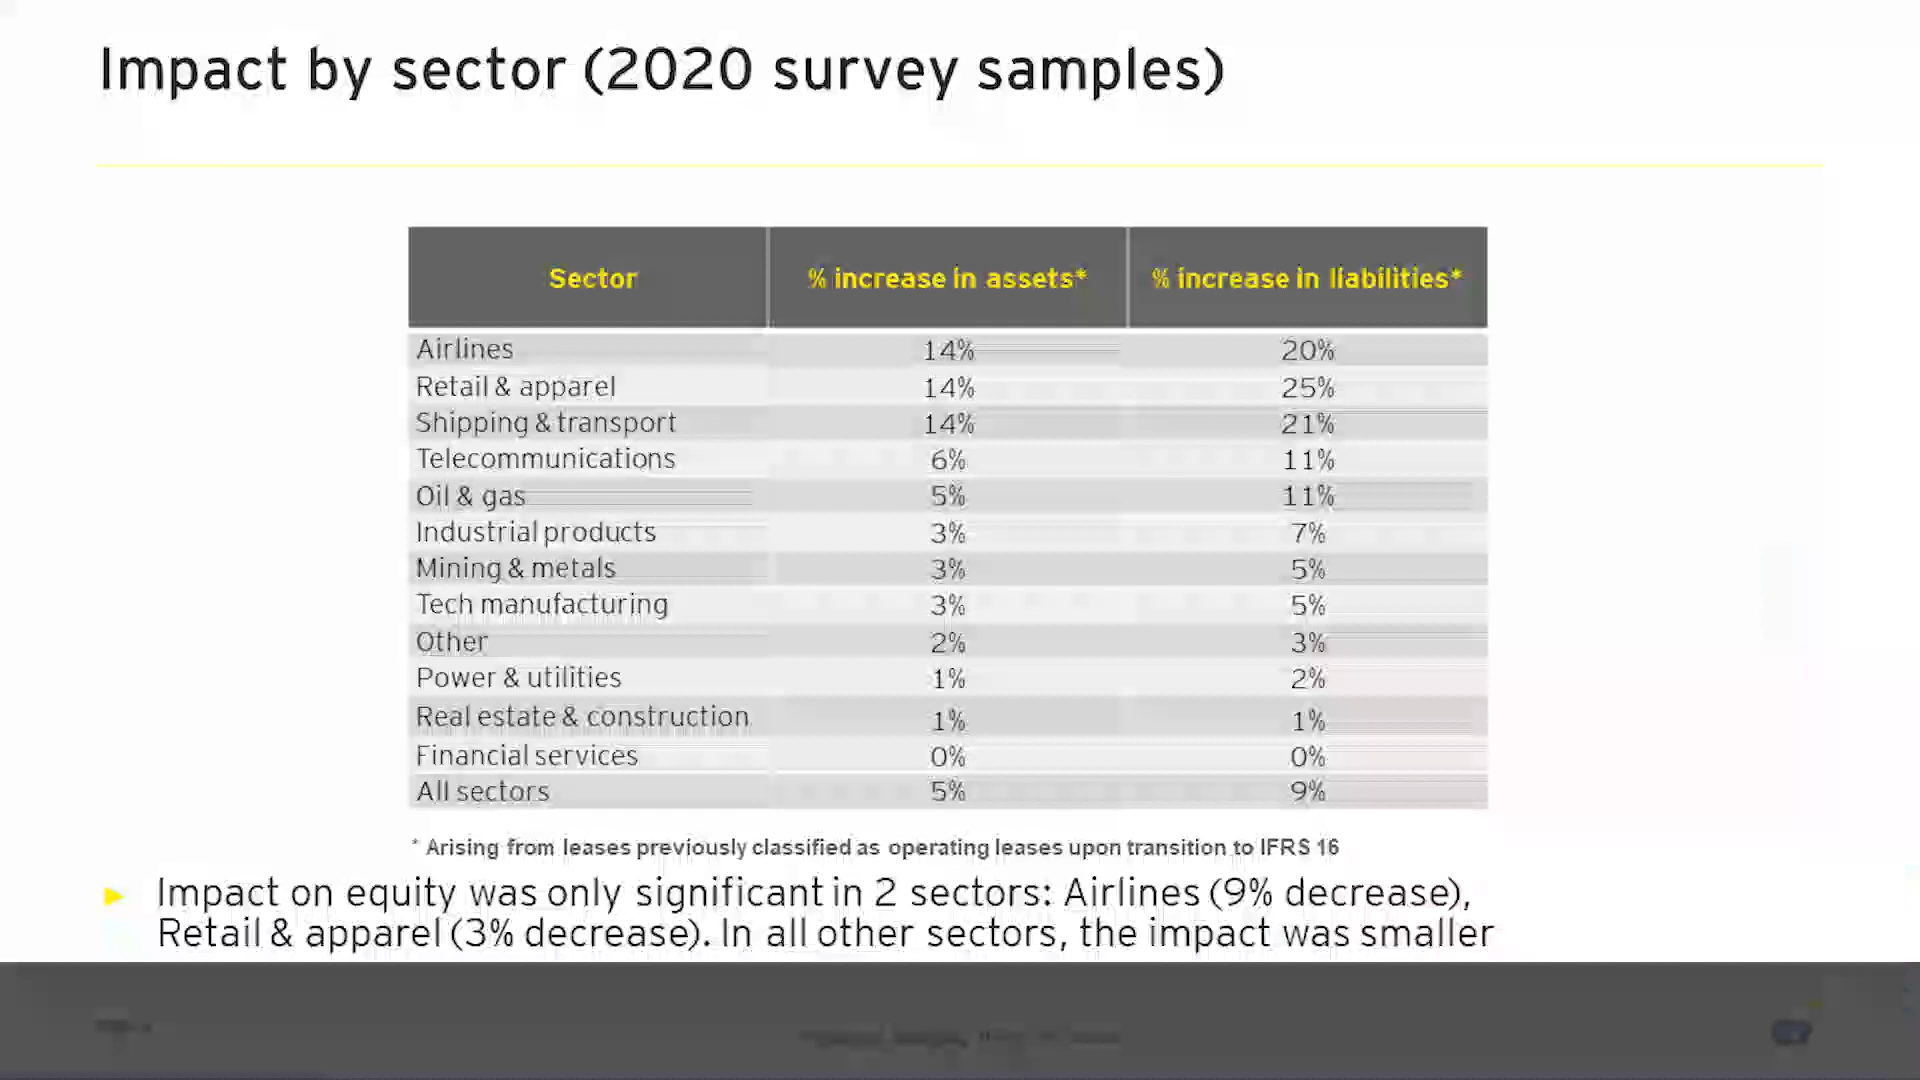 Impact by sector (2020 survey samples)
Sector % increase in assets* % increase in liabilities*
Airlines 14% 20%
Retail & apparel 14% 25%
Shipping & transport 14% 21%
Telecommunications 6% 11%
Oil & gas 5% 11%
Industrial products 3% 7%
Mining & metals 3% 5%
Tech manufacturing 3% 5%
Other 2% 3%
Power & utilities 1% 2%
Real estate & construction 1% 1%
Financial services 0% 0%
All sectors 5% 9%
* Arising from leases previously classified as operating leases upon transition to IFRS 16
► Impact on equity was only significant in 2 sectors: Airlines (9% decrease),
Retail & apparel (3% decrease). In all other sectors, the impact was smaller